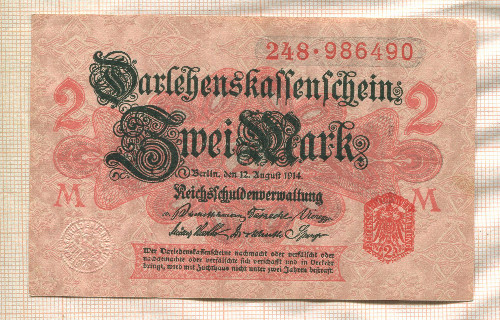 248·986490
Darlehenskassenschein
2 2
Zwei Mark
Berlin, den 12. August 1914.
M M
Reichsschuldenverwaltung
Wer Darlehenskassenscheine nachmacht oder verfälscht oder
nachgemachte oder verfälschte sich verschafft und in Verkehr
bringt, wird mit Zuchthaus nicht unter zwei Jahren bestraft.
2